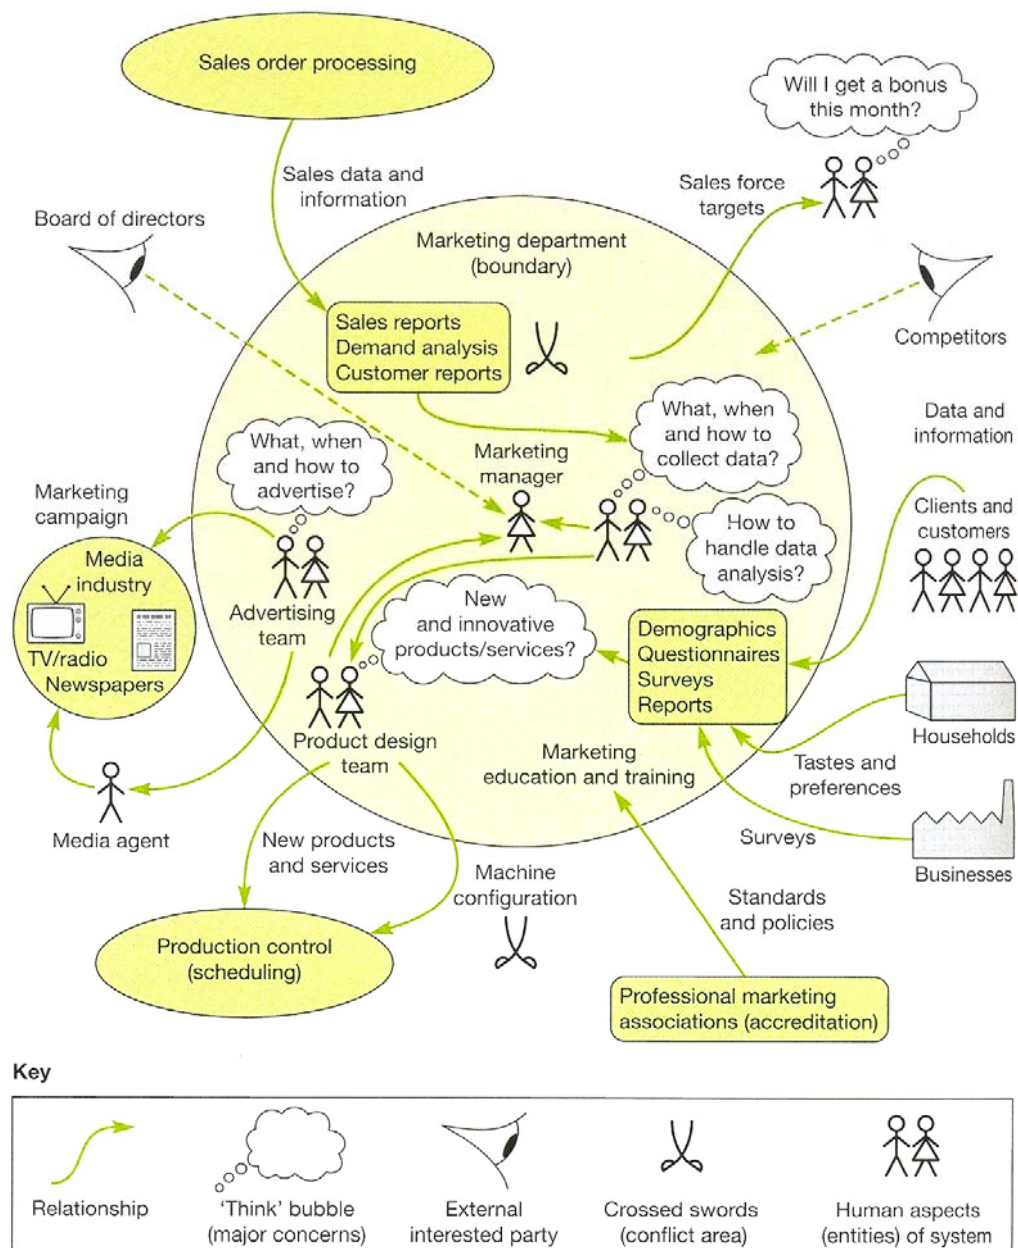 Sales order processing
Will I get a bonus
this month?
Sales data and
information
Sales force
targets
Board of directors
Marketing department
(boundary)
Competitors
Sales reports
Demand analysis
Customer reports
What, when
and how to
collect data?
Data and
information
What, when
and how to
advertise?
Marketing
manager
Marketing
campaign
Clients and
customers
How to
handle data
analysis?
Media
industry
TV/radio
Newspapers
Advertising
team
New
and innovative
products/services?
Demographics
Questionnaires
Surveys
Reports
Households
Product design
team
Marketing
education and training
Tastes and
preferences
Media agent
New products
and services
Surveys
Businesses
Machine
configuration
Standards
and policies
Production control
(scheduling)
Professional marketing
associations (accreditation)
Key
Relationship
'Think' bubble
(major concerns)
External
interested party
Crossed swords
(conflict area)
Human aspects
(entities) of system